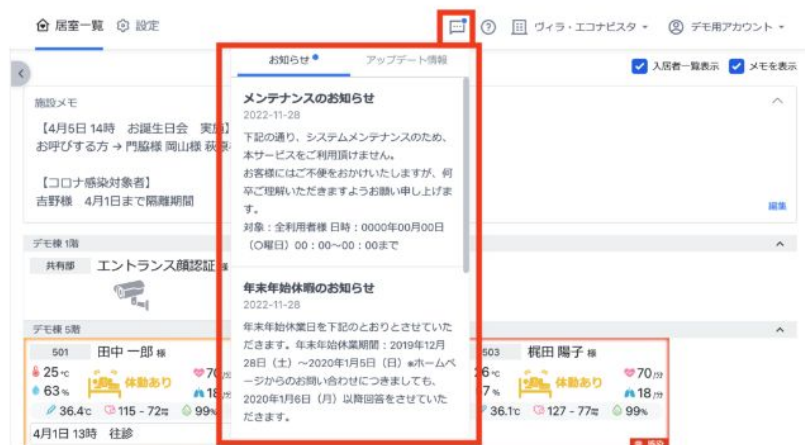 居室一覧 設定 ヴィラ・エコナビスタ デモ用アカウント
お知らせ アップデート情報
入居者一覧表示 メモを表示
施設メモ
【4月5日 14時 お誕生日会 実施】
お呼びする方 → 門脇様 岡山様 萩原
【コロナ感染対象者】
吉野様 4月1日まで隔離期間
編集
メンテナンスのお知らせ
2022-11-28
下記の通り、システムメンテナンスのため、
本サービスをご利用頂けません。
お客様にはご不便をおかけいたしますが、何
卒ご理解いただきますようお願い申し上げま
す。
対象：全利用者様 日時：0000年00月00日
（〇曜日）00：00〜00：00まで
年末年始休暇のお知らせ
2022-11-28
年末年始休業日を下記のとおりとさせていた
だきます。年末年始休業期間：2019年12月
28日（土）〜2020年1月5日（日）※ホームペ
ージからのお問い合わせにつきましても、
2020年1月6日（月）以降回答をさせていた
だきます。
デモ棟 1階
共有部 エントランス顔認証 様
デモ棟 5階
501 田中 一郎 様
25℃ 体動あり 70/分
63% 18/分
36.4℃ 115 - 72 99%
4月1日 13時 往診
503 梶田 陽子 様
6℃ 体動あり 70/分
7% 18/分
36.1℃ 127 - 77 99%